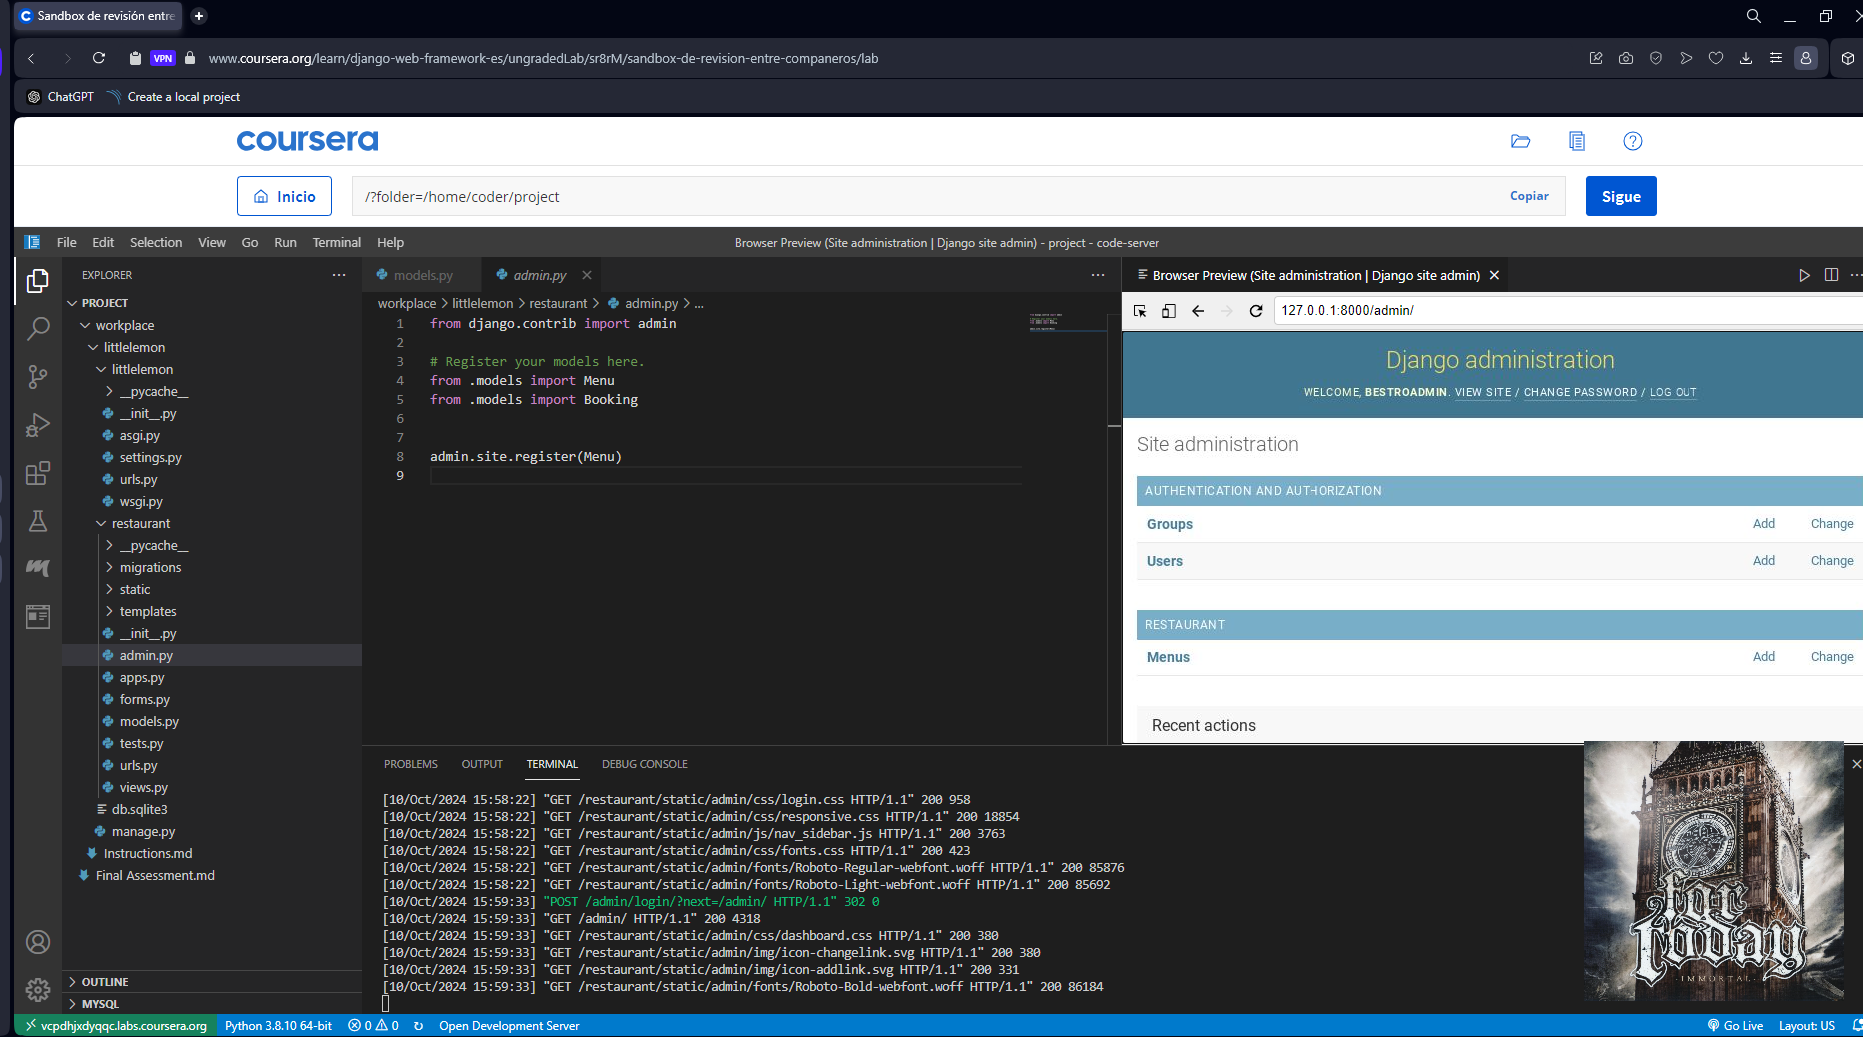 Sandbox de revisión entre
VPN
www.coursera.org/learn/django-web-framework-es/ungradedLab/sr8rM/sandbox-de-revision-entre-companeros/lab
ChatGPT
Create a local project
coursera
Inicio
/?folder=/home/coder/project
Copiar
Sigue
File Edit Selection View Go Run Terminal Help
Browser Preview (Site administration | Django site admin) - project - code-server
EXPLORER
PROJECT
workplace
littlelemon
littlelemon
__pycache__
__init__.py
asgi.py
settings.py
urls.py
wsgi.py
restaurant
__pycache__
migrations
static
templates
__init__.py
admin.py
apps.py
forms.py
models.py
tests.py
urls.py
views.py
db.sqlite3
manage.py
Instructions.md
Final Assessment.md
OUTLINE
MYSQL
models.py
admin.py
workplace > littlelemon > restaurant > admin.py > ...
1 from django.contrib import admin
2
3 # Register your models here.
4 from .models import Menu
5 from .models import Booking
6
7
8 admin.site.register(Menu)
9
Browser Preview (Site administration | Django site admin)
127.0.0.1:8000/admin/
Django administration
WELCOME, BESTROADMIN. VIEW SITE / CHANGE PASSWORD / LOG OUT
Site administration
AUTHENTICATION AND AUTHORIZATION
Groups Add Change
Users Add Change
RESTAURANT
Menus Add Change
Recent actions
PROBLEMS OUTPUT TERMINAL DEBUG CONSOLE
[10/Oct/2024 15:58:22] "GET /restaurant/static/admin/css/login.css HTTP/1.1" 200 958
[10/Oct/2024 15:58:22] "GET /restaurant/static/admin/css/responsive.css HTTP/1.1" 200 18854
[10/Oct/2024 15:58:22] "GET /restaurant/static/admin/js/nav_sidebar.js HTTP/1.1" 200 3763
[10/Oct/2024 15:58:22] "GET /restaurant/static/admin/css/fonts.css HTTP/1.1" 200 423
[10/Oct/2024 15:58:22] "GET /restaurant/static/admin/fonts/Roboto-Regular-webfont.woff HTTP/1.1" 200 85876
[10/Oct/2024 15:58:22] "GET /restaurant/static/admin/fonts/Roboto-Light-webfont.woff HTTP/1.1" 200 85692
[10/Oct/2024 15:59:33] "POST /admin/login/?next=/admin/ HTTP/1.1" 302 0
[10/Oct/2024 15:59:33] "GET /admin/ HTTP/1.1" 200 4318
[10/Oct/2024 15:59:33] "GET /restaurant/static/admin/css/dashboard.css HTTP/1.1" 200 380
[10/Oct/2024 15:59:33] "GET /restaurant/static/admin/img/icon-changelink.svg HTTP/1.1" 200 380
[10/Oct/2024 15:59:33] "GET /restaurant/static/admin/img/icon-addlink.svg HTTP/1.1" 200 331
[10/Oct/2024 15:59:33] "GET /restaurant/static/admin/fonts/Roboto-Bold-webfont.woff HTTP/1.1" 200 86184
far today
-IMMORTAL-
vcpdhjxdyqqc.labs.coursera.org Python 3.8.10 64-bit 0 0 Open Development Server Go Live Layout: US